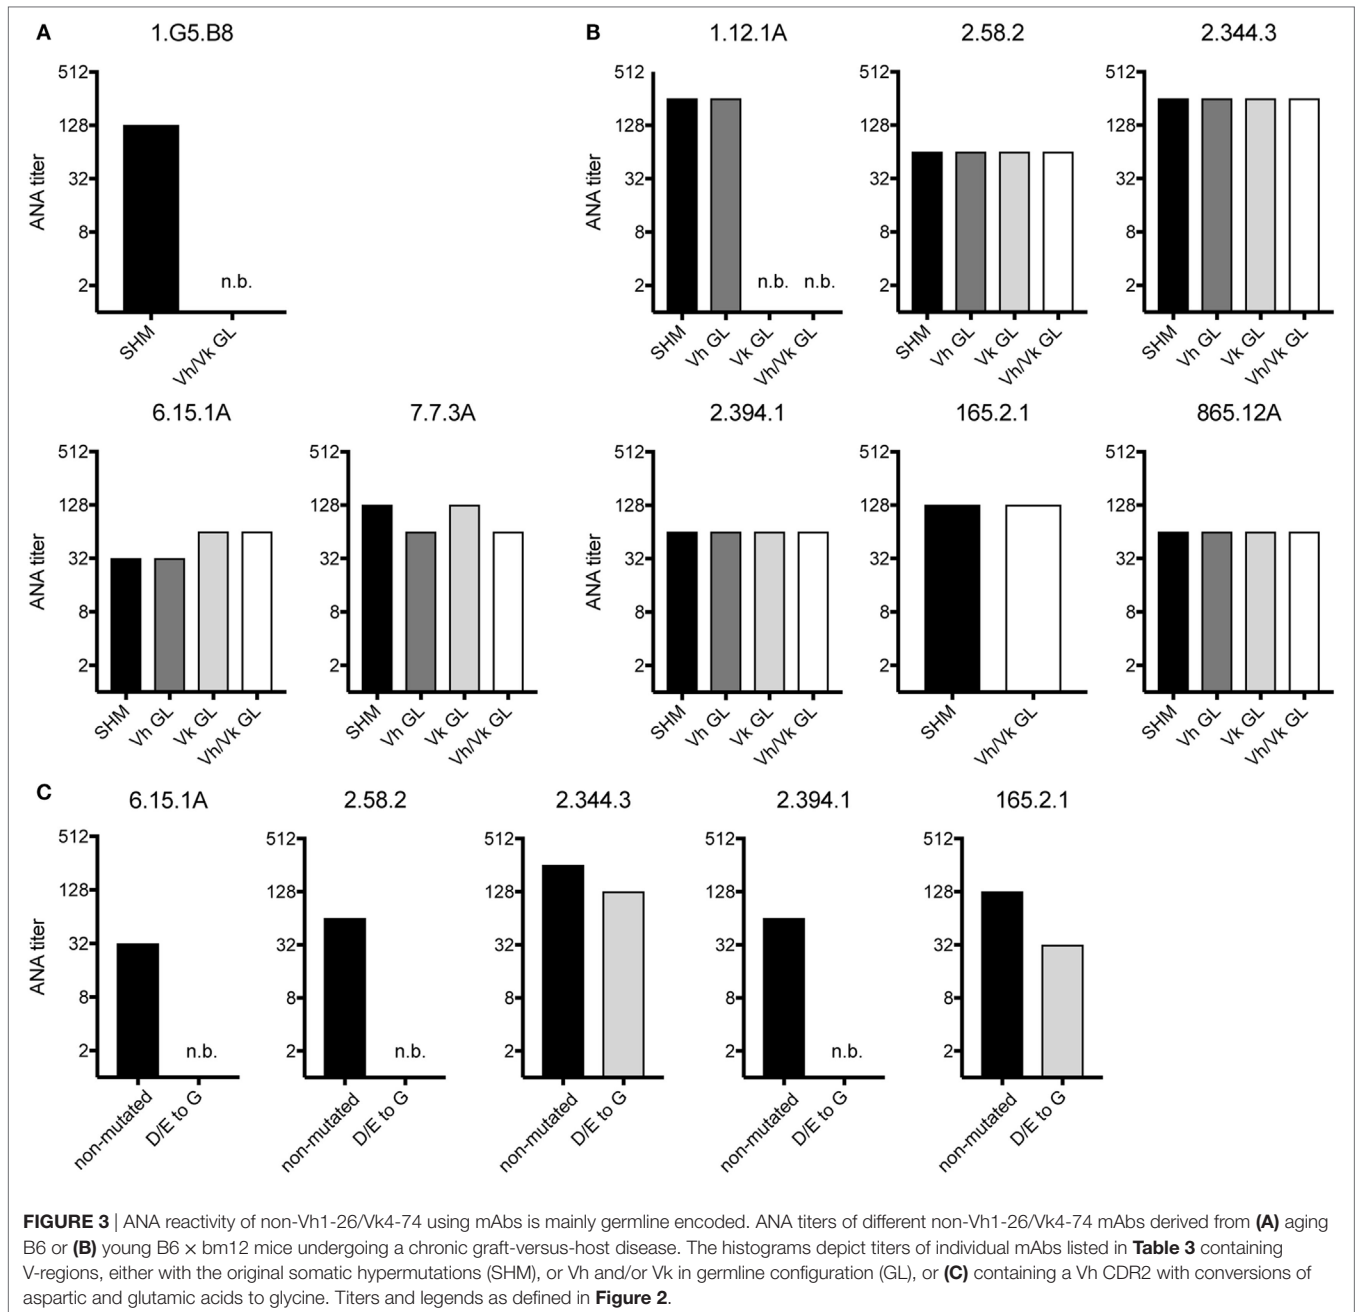 A
1.G5.B8
512
128
32
8
2
ANA titer
n.b.
SHM
Vh/Vk GL
B
1.12.1A
512
128
32
8
2
ANA titer
n.b.
n.b.
SHM
Vh GL
Vk GL
Vh/Vk GL
2.58.2
512
128
32
8
2
SHM
Vh GL
Vk GL
Vh/Vk GL
2.344.3
512
128
32
8
2
SHM
Vh GL
Vk GL
Vh/Vk GL
6.15.1A
512
128
32
8
2
ANA titer
SHM
Vh GL
Vk GL
Vh/Vk GL
7.7.3A
512
128
32
8
2
SHM
Vh GL
Vk GL
Vh/Vk GL
2.394.1
512
128
32
8
2
ANA titer
SHM
Vh GL
Vk GL
Vh/Vk GL
165.2.1
512
128
32
8
2
SHM
Vh/Vk GL
865.12A
512
128
32
8
2
SHM
Vh GL
Vk GL
Vh/Vk GL
C
6.15.1A
512
128
32
8
2
ANA titer
n.b.
non-mutated
D/E to G
2.58.2
512
128
32
8
2
n.b.
non-mutated
D/E to G
2.344.3
512
128
32
8
2
non-mutated
D/E to G
2.394.1
512
128
32
8
2
n.b.
non-mutated
D/E to G
165.2.1
512
128
32
8
2
non-mutated
D/E to G
FIGURE 3 | ANA reactivity of non-Vh1-26/Vk4-74 using mAbs is mainly germline encoded. ANA titers of different non-Vh1-26/Vk4-74 mAbs derived from (A) aging
B6 or (B) young B6 × bm12 mice undergoing a chronic graft-versus-host disease. The histograms depict titers of individual mAbs listed in Table 3 containing
V-regions, either with the original somatic hypermutations (SHM), or Vh and/or Vk in germline configuration (GL), or (C) containing a Vh CDR2 with conversions of
aspartic and glutamic acids to glycine. Titers and legends as defined in Figure 2.